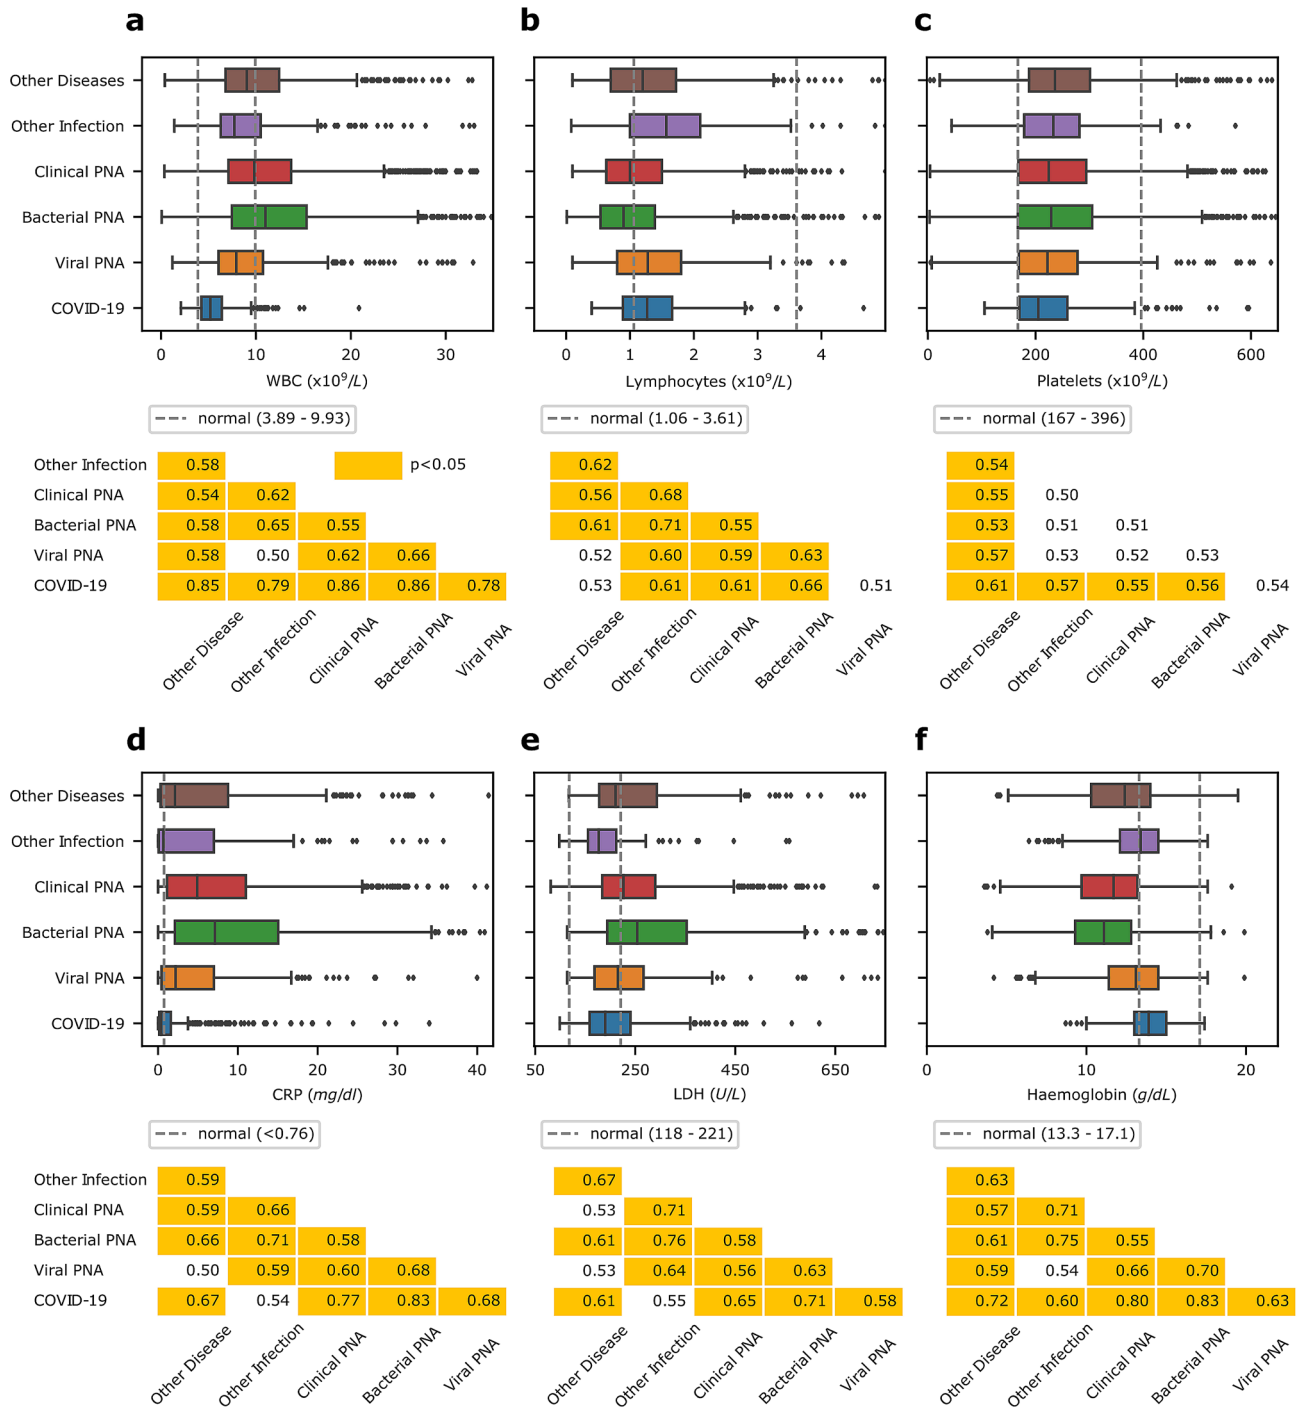 a b c
Other Diseases
Other Infection
Clinical PNA
Bacterial PNA
Viral PNA
COVID-19
0 10 20 30
WBC (x10⁹/L)
0 1 2 3 4
Lymphocytes (x10⁹/L)
0 200 400 600
Platelets (x10⁹/L)
normal (3.89 - 9.93)
normal (1.06 - 3.61)
normal (167 - 396)
p<0.05
Other Infection 0.58
Clinical PNA 0.54 0.62
Bacterial PNA 0.58 0.65 0.55
Viral PNA 0.58 0.50 0.62 0.66
COVID-19 0.85 0.79 0.86 0.86 0.78
Other Disease Other Infection Clinical PNA Bacterial PNA Viral PNA
0.62
0.56 0.68
0.61 0.71 0.55
0.52 0.60 0.59 0.63
0.53 0.61 0.61 0.66 0.51
Other Disease Other Infection Clinical PNA Bacterial PNA Viral PNA
0.54
0.55 0.50
0.53 0.51 0.51
0.57 0.53 0.52 0.53
0.61 0.57 0.55 0.56 0.54
Other Disease Other Infection Clinical PNA Bacterial PNA Viral PNA
d e f
Other Diseases
Other Infection
Clinical PNA
Bacterial PNA
Viral PNA
COVID-19
0 10 20 30 40
CRP (mg/dl)
50 250 450 650
LDH (U/L)
0 10 20
Haemoglobin (g/dL)
normal (<0.76)
normal (118 - 221)
normal (13.3 - 17.1)
Other Infection 0.59
Clinical PNA 0.59 0.66
Bacterial PNA 0.66 0.71 0.58
Viral PNA 0.50 0.59 0.60 0.68
COVID-19 0.67 0.54 0.77 0.83 0.68
Other Disease Other Infection Clinical PNA Bacterial PNA Viral PNA
0.67
0.53 0.71
0.61 0.76 0.58
0.53 0.64 0.56 0.63
0.61 0.55 0.65 0.71 0.58
Other Disease Other Infection Clinical PNA Bacterial PNA Viral PNA
0.63
0.57 0.71
0.61 0.75 0.55
0.59 0.54 0.66 0.70
0.72 0.60 0.80 0.83 0.63
Other Disease Other Infection Clinical PNA Bacterial PNA Viral PNA